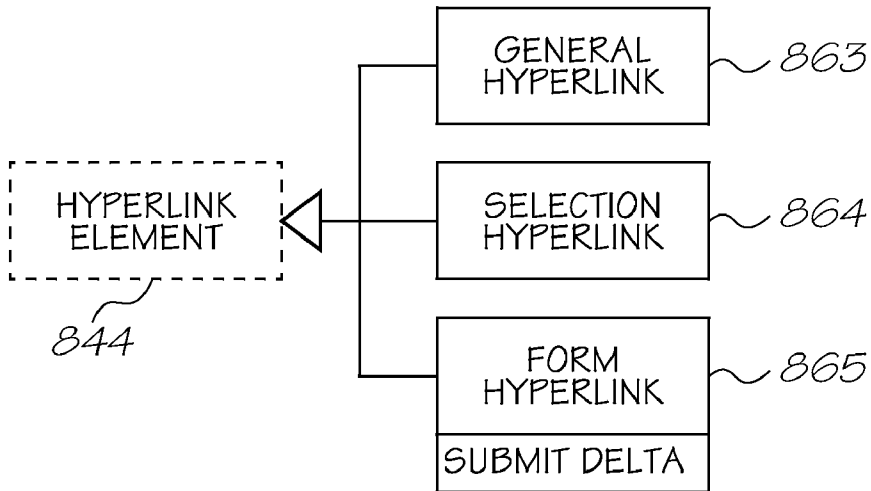 GENERAL
HYPERLINK
863
HYPERLINK
ELEMENT
844
SELECTION
HYPERLINK
864
FORM
HYPERLINK
865
SUBMIT DELTA